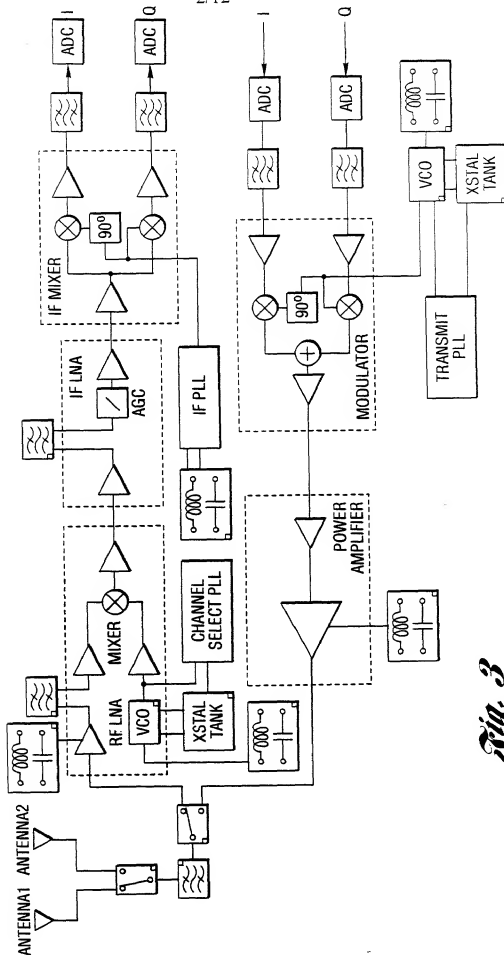 2/12
ANTENNA1
ANTENNA2
RF LNA
MIXER
VCO
XSTAL
TANK
CHANNEL
SELECT PLL
IF LNA
AGC
IF PLL
IF MIXER
90°
ADC
I
ADC
Q
POWER
AMPLIFIER
MODULATOR
90°
ADC
I
ADC
Q
VCO
XSTAL
TANK
TRANSMIT
PLL
Fig. 3